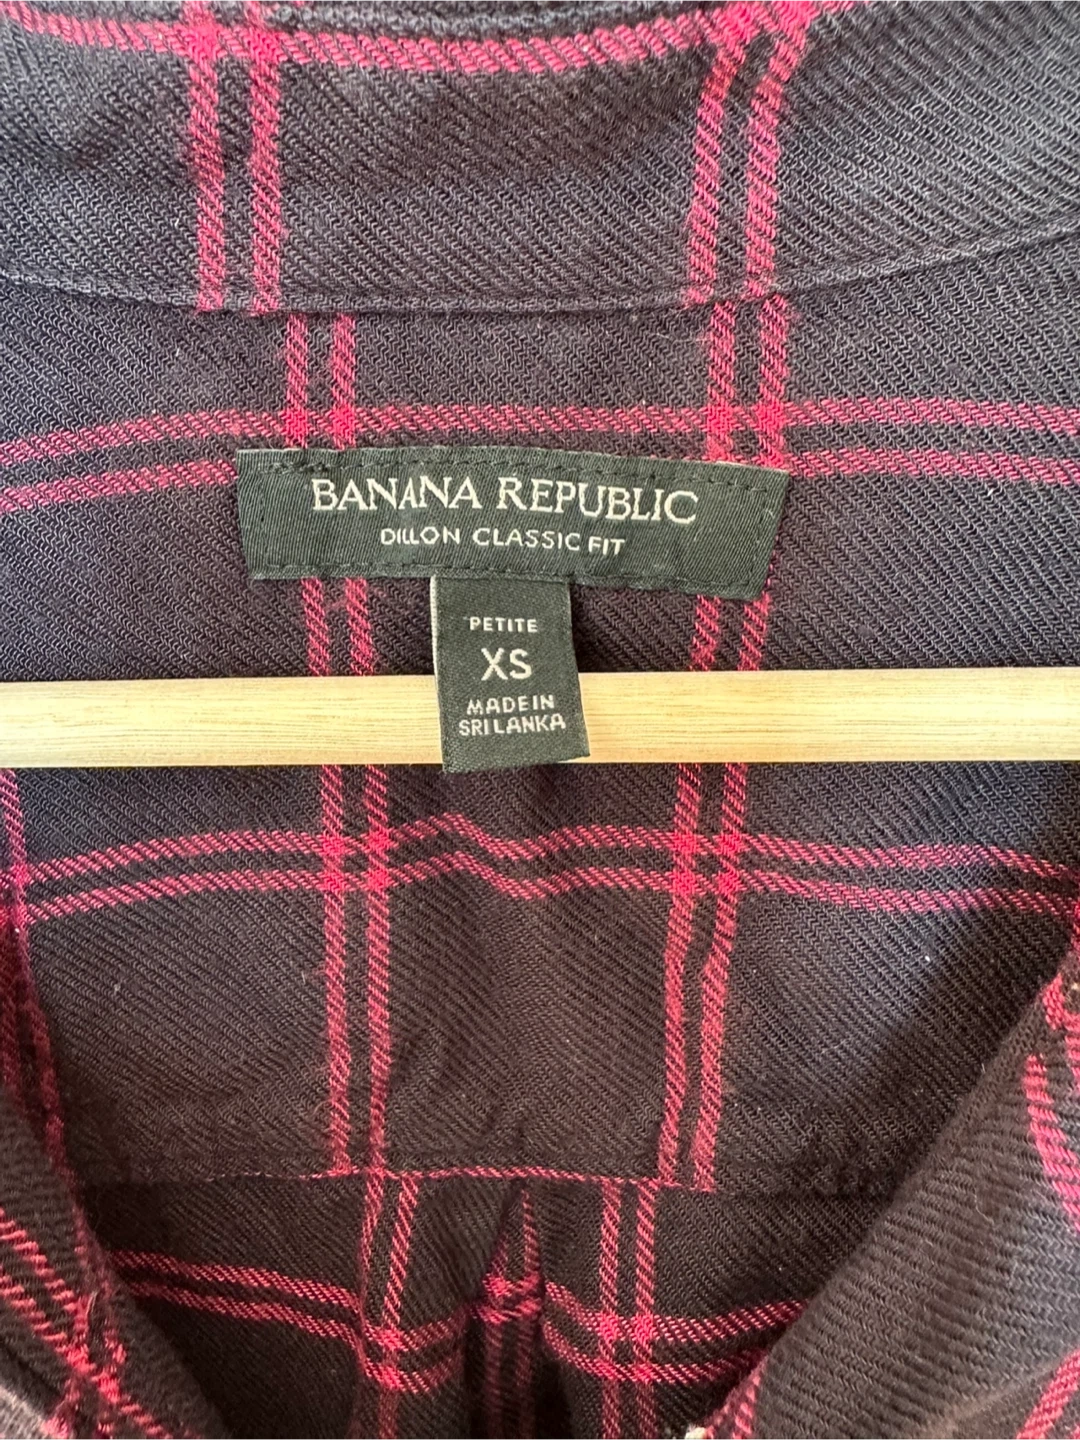 BANANA REPUBLIC
DILLON CLASSIC FIT
PETITE
XS
MADE IN
SRI LANKA